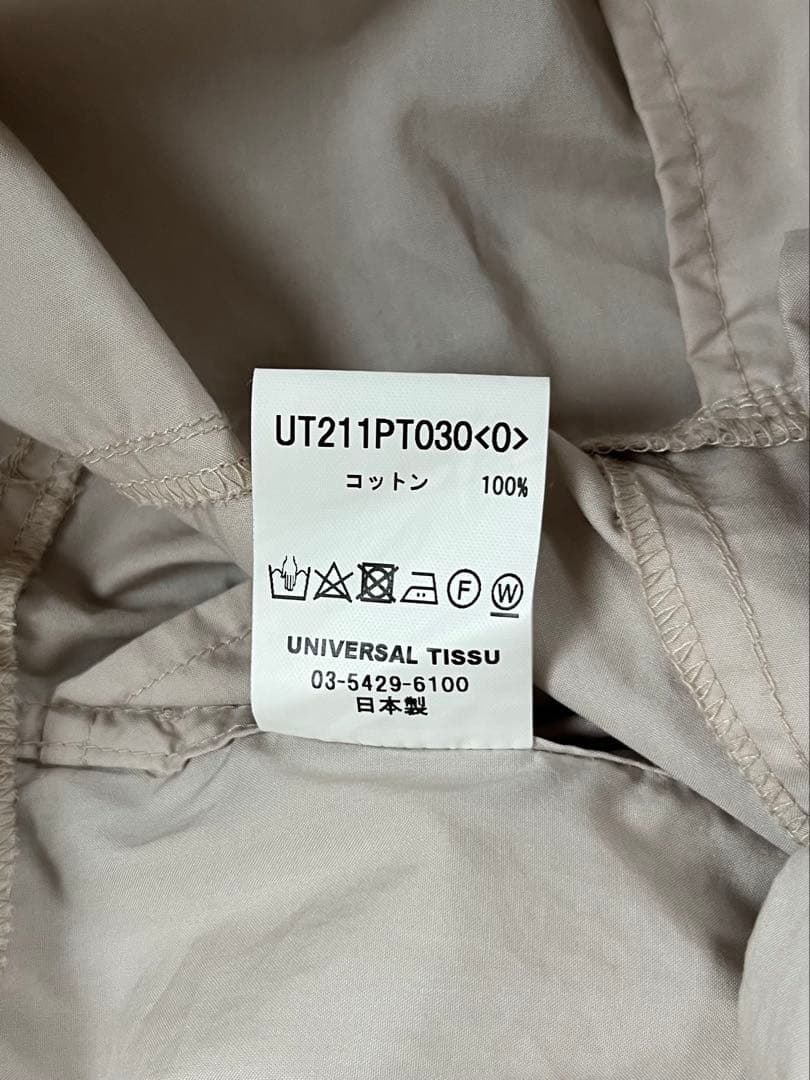 UT211PT030<0>
コットン 100%
F W
UNIVERSAL TISSU
03-5429-6100
日本製